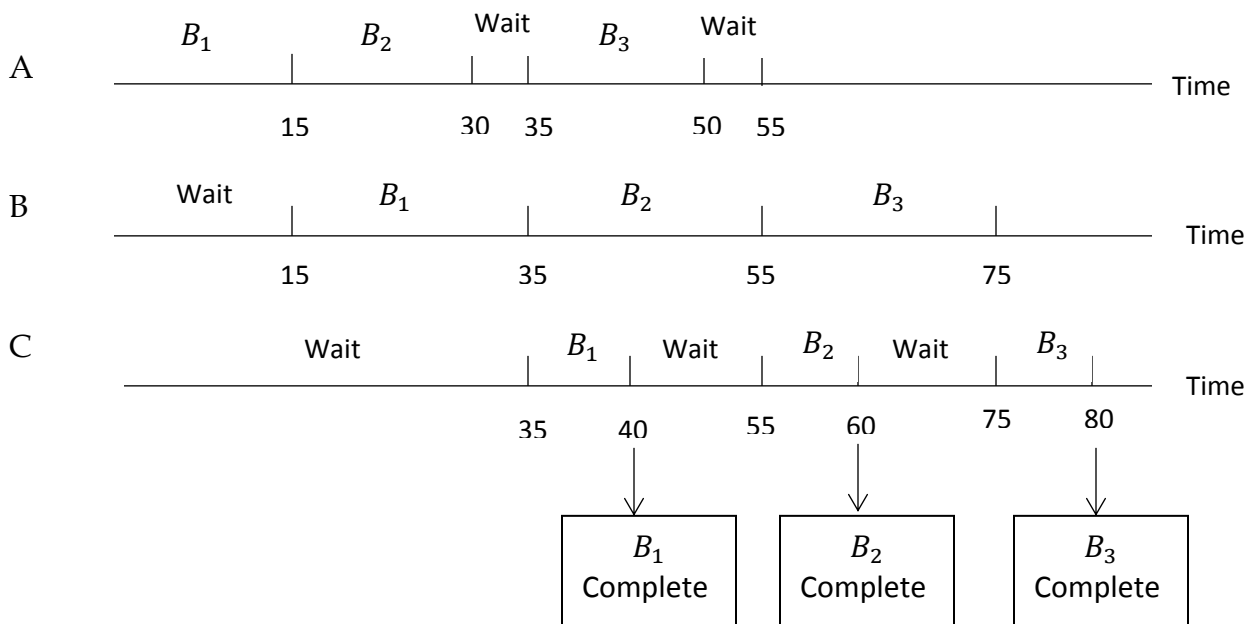 Wait Wait
B₁ B₂ B₃
A
Time
15 30 35 50 55
Wait B₁ B₂ B₃
B
Time
15 35 55 75
C Wait B₁ Wait B₂ Wait B₃
Time
35 40 55 60 75 80
B₁ B₂ B₃
Complete Complete Complete